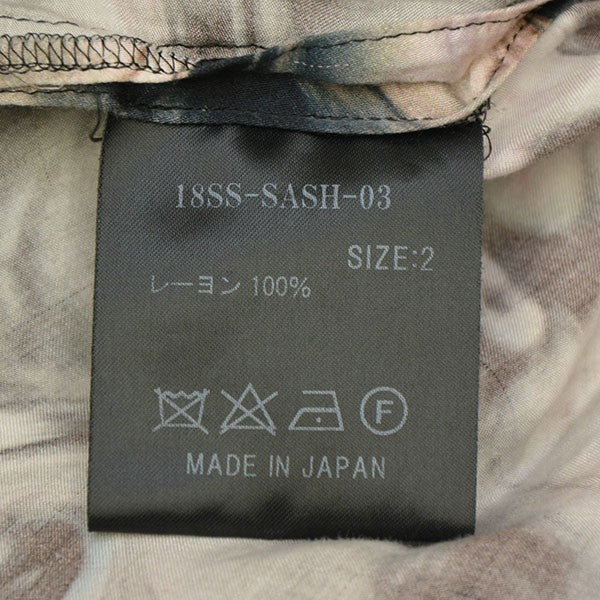 18SS-SASH-03
SIZE:2
レーヨン 100%
F
MADE IN JAPAN